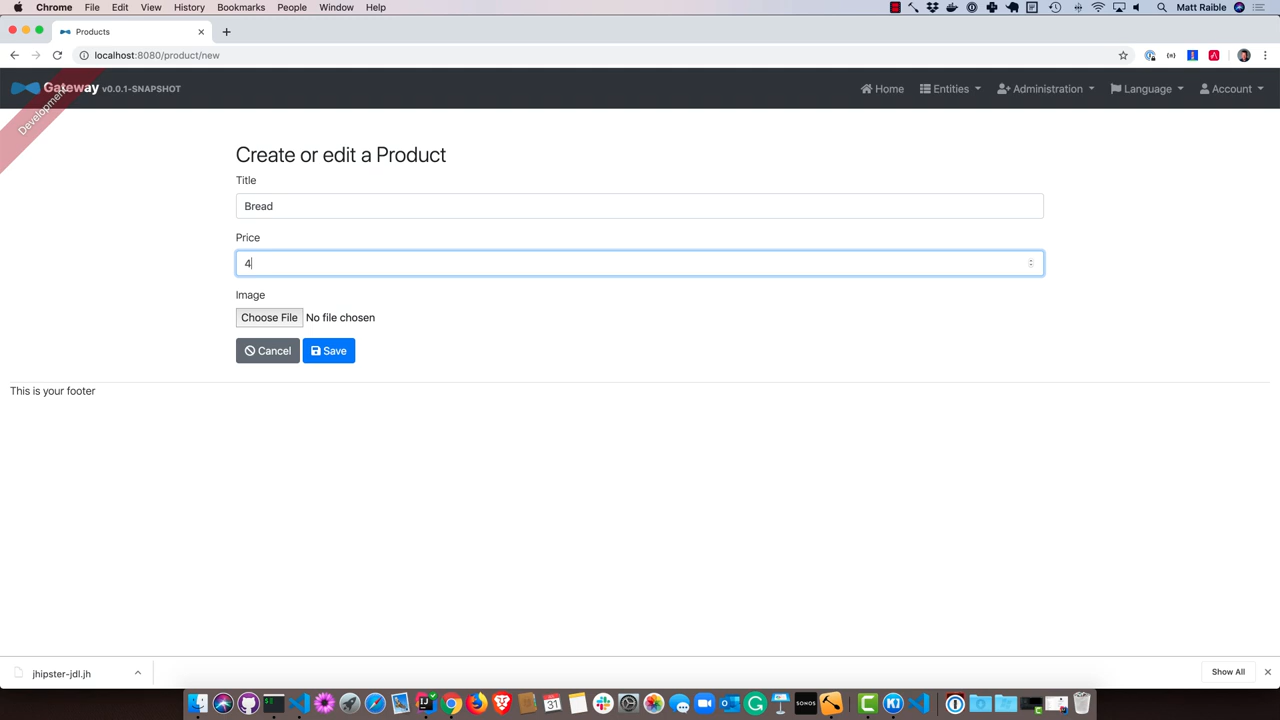 Chrome File Edit View History Bookmarks People Window Help Matt Raible
Products
localhost:8080/product/new
Development
Gateway v0.0.1-SNAPSHOT Home Entities Administration Language Account
Create or edit a Product
Title
Bread
Price
4
Image
Choose File No file chosen
Cancel Save
This is your footer
jhipster-jdl.jh Show All
31 SONOS